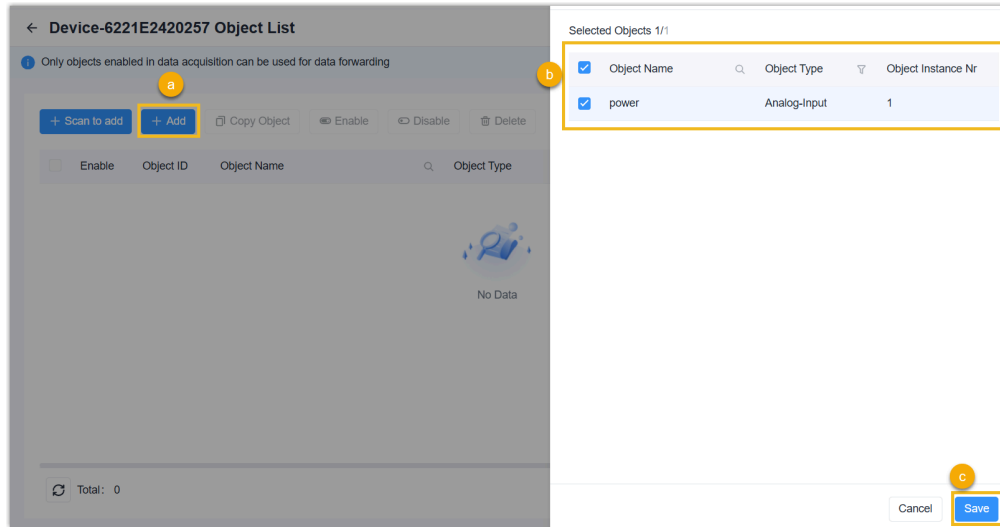 ← Device-6221E2420257 Object List
Only objects enabled in data acquisition can be used for data forwarding
a
+ Scan to add + Add Copy Object Enable Disable Delete
Enable Object ID Object Name Object Type
No Data
Total: 0
Selected Objects 1/1
b
Object Name Object Type Object Instance Nr
power Analog-Input 1
c
Cancel Save